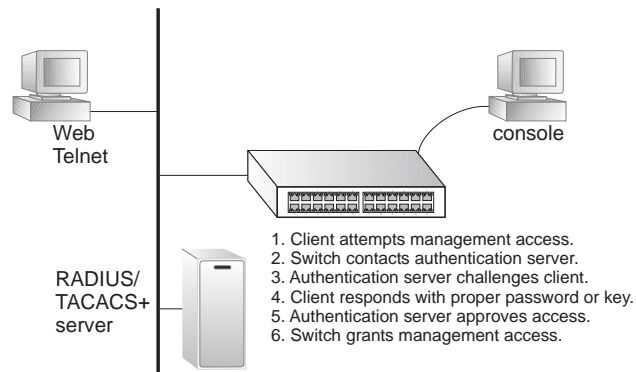 Web
Telnet
console
RADIUS/
TACACS+
server
1. Client attempts management access.
2. Switch contacts authentication server.
3. Authentication server challenges client.
4. Client responds with proper password or key.
5. Authentication server approves access.
6. Switch grants management access.